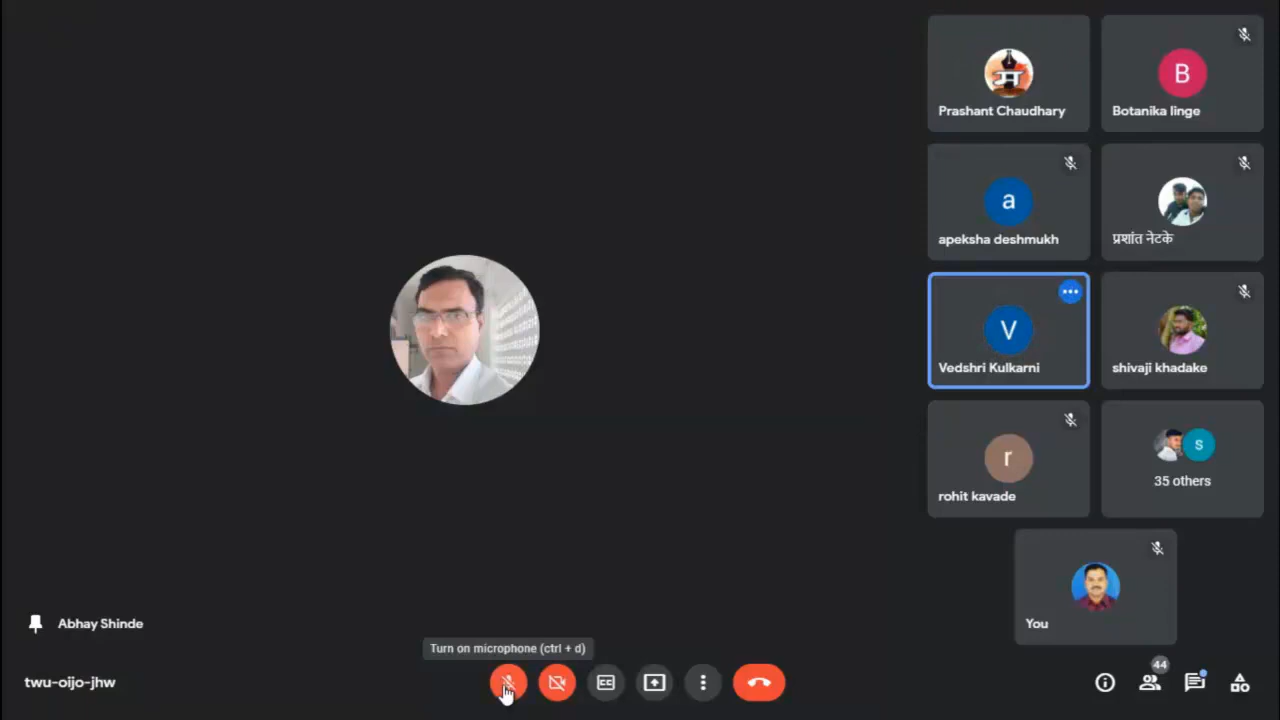 Prashant Chaudhary
B
Botanika linge
a
apeksha deshmukh
प्रशांत नेटके
V
Vedshri Kulkarni
shivaji khadake
r
rohit kavade
s
35 others
You
Abhay Shinde
Turn on microphone (ctrl + d)
twu-oijo-jhw
CC
44